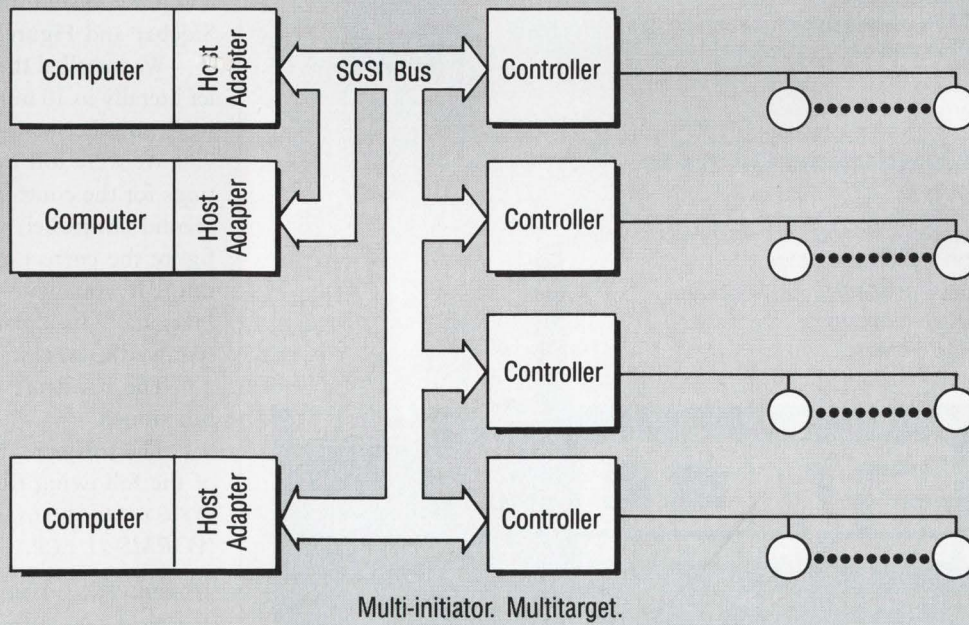 Computer
Host
Adapter
SCSI Bus
Controller
Computer
Host
Adapter
Controller
Controller
Computer
Host
Adapter
Controller
Multi-initiator. Multitarget.